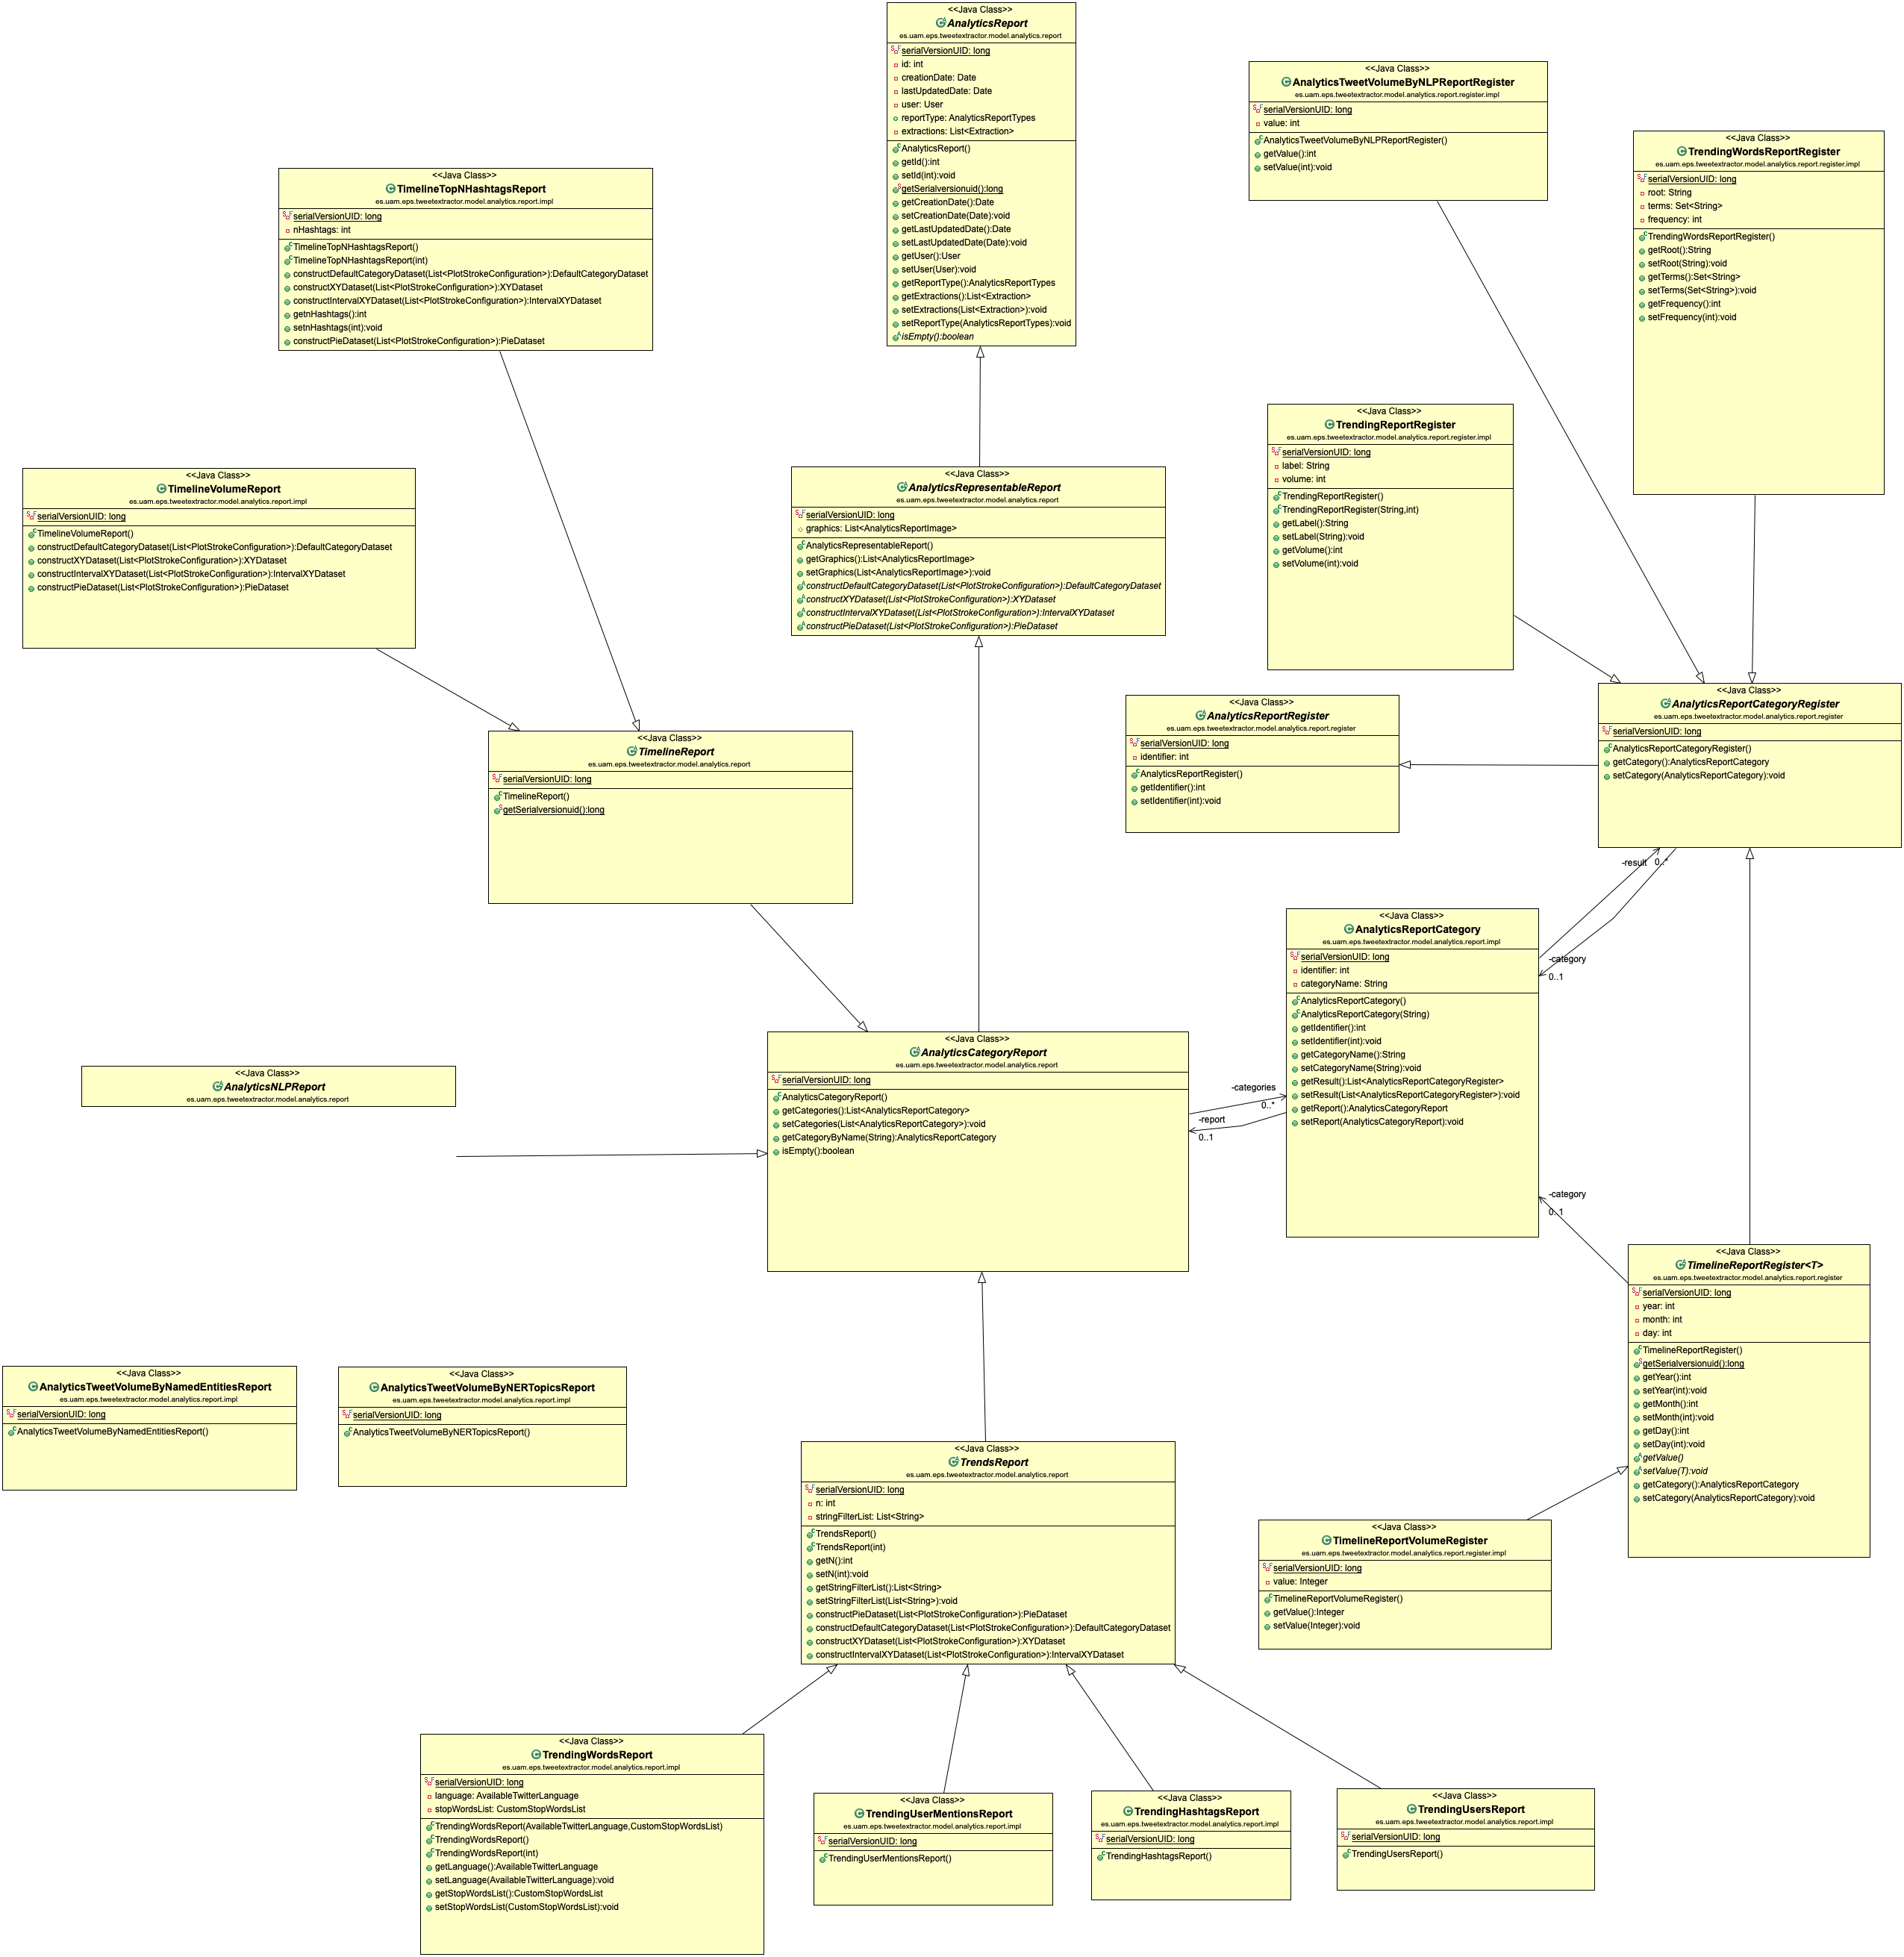 <<Java Class>>
AnalyticsReport
es.uam.eps.tweetextractor.model.analytics.report
serialVersionUID: long
id: int
creationDate: Date
lastUpdatedDate: Date
user: User
reportType: AnalyticsReportTypes
extractions: List<Extraction>
AnalyticsReport()
getId():int
setId(int):void
getSerialversionuid():long
getCreationDate():Date
setCreationDate(Date):void
getLastUpdatedDate():Date
setLastUpdatedDate(Date):void
getUser():User
setUser(User):void
getReportType():AnalyticsReportTypes
getExtractions():List<Extraction>
setExtractions(List<Extraction>):void
setReportType(AnalyticsReportTypes):void
isEmpty():boolean
<<Java Class>>
AnalyticsTweetVolumeByNLPReportRegister
es.uam.eps.tweetextractor.model.analytics.report.register.impl
serialVersionUID: long
value: int
AnalyticsTweetVolumeByNLPReportRegister()
getValue():int
setValue(int):void
<<Java Class>>
TrendingWordsReportRegister
es.uam.eps.tweetextractor.model.analytics.report.register.impl
serialVersionUID: long
root: String
terms: Set<String>
frequency: int
TrendingWordsReportRegister()
getRoot():String
setRoot(String):void
getTerms():Set<String>
setTerms(Set<String>):void
getFrequency():int
setFrequency(int):void
<<Java Class>>
TimelineTopNHashtagsReport
es.uam.eps.tweetextractor.model.analytics.report.impl
serialVersionUID: long
nHashtags: int
TimelineTopNHashtagsReport()
TimelineTopNHashtagsReport(int)
constructDefaultCategoryDataset(List<PlotStrokeConfiguration>):DefaultCategoryDataset
constructXYDataset(List<PlotStrokeConfiguration>):XYDataset
constructIntervalXYDataset(List<PlotStrokeConfiguration>):IntervalXYDataset
getnHashtags():int
setnHashtags(int):void
constructPieDataset(List<PlotStrokeConfiguration>):PieDataset
<<Java Class>>
TrendingReportRegister
es.uam.eps.tweetextractor.model.analytics.report.register.impl
serialVersionUID: long
label: String
volume: int
TrendingReportRegister()
TrendingReportRegister(String,int)
getLabel():String
setLabel(String):void
getVolume():int
setVolume(int):void
<<Java Class>>
TimelineVolumeReport
es.uam.eps.tweetextractor.model.analytics.report.impl
serialVersionUID: long
TimelineVolumeReport()
constructDefaultCategoryDataset(List<PlotStrokeConfiguration>):DefaultCategoryDataset
constructXYDataset(List<PlotStrokeConfiguration>):XYDataset
constructIntervalXYDataset(List<PlotStrokeConfiguration>):IntervalXYDataset
constructPieDataset(List<PlotStrokeConfiguration>):PieDataset
<<Java Class>>
AnalyticsRepresentableReport
es.uam.eps.tweetextractor.model.analytics.report
serialVersionUID: long
graphics: List<AnalyticsReportImage>
AnalyticsRepresentableReport()
getGraphics():List<AnalyticsReportImage>
setGraphics(List<AnalyticsReportImage>):void
constructDefaultCategoryDataset(List<PlotStrokeConfiguration>):DefaultCategoryDataset
constructXYDataset(List<PlotStrokeConfiguration>):XYDataset
constructIntervalXYDataset(List<PlotStrokeConfiguration>):IntervalXYDataset
constructPieDataset(List<PlotStrokeConfiguration>):PieDataset
<<Java Class>>
AnalyticsReportCategoryRegister
es.uam.eps.tweetextractor.model.analytics.report.register
serialVersionUID: long
AnalyticsReportCategoryRegister()
getCategory():AnalyticsReportCategory
setCategory(AnalyticsReportCategory):void
<<Java Class>>
AnalyticsReportRegister
es.uam.eps.tweetextractor.model.analytics.report.register
serialVersionUID: long
identifier: int
AnalyticsReportRegister()
getIdentifier():int
setIdentifier(int):void
<<Java Class>>
TimelineReport
es.uam.eps.tweetextractor.model.analytics.report
serialVersionUID: long
TimelineReport()
getSerialversionuid():long
-result
0..*
<<Java Class>>
AnalyticsReportCategory
es.uam.eps.tweetextractor.model.analytics.report.impl
serialVersionUID: long
identifier: int
categoryName: String
AnalyticsReportCategory()
AnalyticsReportCategory(String)
getIdentifier():int
setIdentifier(int):void
getCategoryName():String
setCategoryName(String):void
getResult():List<AnalyticsReportCategoryRegister>
setResult(List<AnalyticsReportCategoryRegister>):void
getReport():AnalyticsCategoryReport
setReport(AnalyticsCategoryReport):void
-category
0..1
<<Java Class>>
AnalyticsCategoryReport
es.uam.eps.tweetextractor.model.analytics.report
serialVersionUID: long
AnalyticsCategoryReport()
getCategories():List<AnalyticsReportCategory>
setCategories(List<AnalyticsReportCategory>):void
getCategoryByName(String):AnalyticsReportCategory
isEmpty():boolean
-categories
0..*
-report
0..1
<<Java Class>>
AnalyticsNLPReport
es.uam.eps.tweetextractor.model.analytics.report
-category
0..1
<<Java Class>>
TimelineReportRegister<T>
es.uam.eps.tweetextractor.model.analytics.report.register
serialVersionUID: long
year: int
month: int
day: int
TimelineReportRegister()
getSerialversionuid():long
getYear():int
setYear(int):void
getMonth():int
setMonth(int):void
getDay():int
setDay(int):void
getValue()
setValue(T):void
getCategory():AnalyticsReportCategory
setCategory(AnalyticsReportCategory):void
<<Java Class>>
AnalyticsTweetVolumeByNamedEntitiesReport
es.uam.eps.tweetextractor.model.analytics.report.impl
serialVersionUID: long
AnalyticsTweetVolumeByNamedEntitiesReport()
<<Java Class>>
AnalyticsTweetVolumeByNERTopicsReport
es.uam.eps.tweetextractor.model.analytics.report.impl
serialVersionUID: long
AnalyticsTweetVolumeByNERTopicsReport()
<<Java Class>>
TrendsReport
es.uam.eps.tweetextractor.model.analytics.report
serialVersionUID: long
n: int
stringFilterList: List<String>
TrendsReport()
TrendsReport(int)
getN():int
setN(int):void
getStringFilterList():List<String>
setStringFilterList(List<String>):void
constructPieDataset(List<PlotStrokeConfiguration>):PieDataset
constructDefaultCategoryDataset(List<PlotStrokeConfiguration>):DefaultCategoryDataset
constructXYDataset(List<PlotStrokeConfiguration>):XYDataset
constructIntervalXYDataset(List<PlotStrokeConfiguration>):IntervalXYDataset
<<Java Class>>
TimelineReportVolumeRegister
es.uam.eps.tweetextractor.model.analytics.report.register.impl
serialVersionUID: long
value: Integer
TimelineReportVolumeRegister()
getValue():Integer
setValue(Integer):void
<<Java Class>>
TrendingWordsReport
es.uam.eps.tweetextractor.model.analytics.report.impl
serialVersionUID: long
language: AvailableTwitterLanguage
stopWordsList: CustomStopWordsList
TrendingWordsReport(AvailableTwitterLanguage,CustomStopWordsList)
TrendingWordsReport()
TrendingWordsReport(int)
getLanguage():AvailableTwitterLanguage
setLanguage(AvailableTwitterLanguage):void
getStopWordsList():CustomStopWordsList
setStopWordsList(CustomStopWordsList):void
<<Java Class>>
TrendingUserMentionsReport
es.uam.eps.tweetextractor.model.analytics.report.impl
serialVersionUID: long
TrendingUserMentionsReport()
<<Java Class>>
TrendingHashtagsReport
es.uam.eps.tweetextractor.model.analytics.report.impl
serialVersionUID: long
TrendingHashtagsReport()
<<Java Class>>
TrendingUsersReport
es.uam.eps.tweetextractor.model.analytics.report.impl
serialVersionUID: long
TrendingUsersReport()